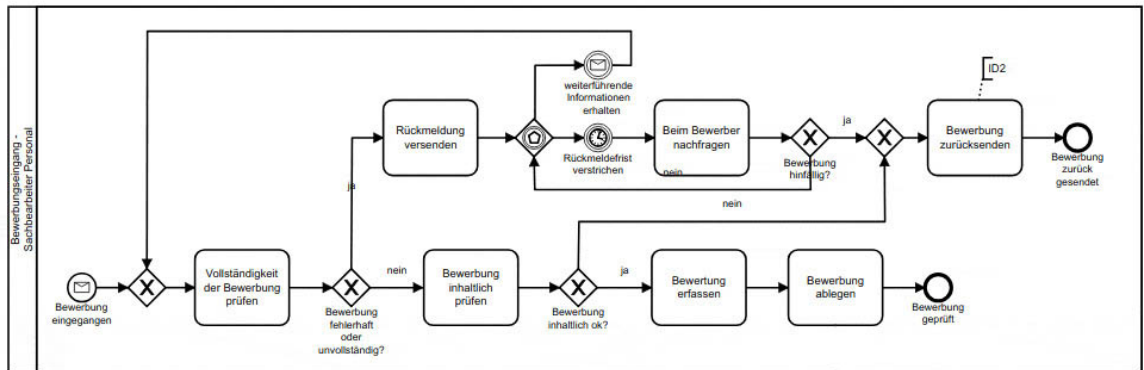 Bewerbungseingang -
Sachbearbeiter Personal
weiterführende
Informationen
erhalten
ID2
Rückmeldung
versenden
Rückmeldefrist
verstrichen
Beim Bewerber
nachfragen
nein
Bewerbung
hinfällig?
ja
Bewerbung
zurücksenden
Bewerbung
zurück
gesendet
ja
nein
Bewerbung
eingegangen
Vollständigkeit
der Bewerbung
prüfen
Bewerbung
fehlerhaft
oder
unvollständig?
nein
Bewerbung
inhaltlich
prüfen
Bewerbung
inhaltlich ok?
ja
Bewertung
erfassen
Bewerbung
ablegen
Bewerbung
geprüft